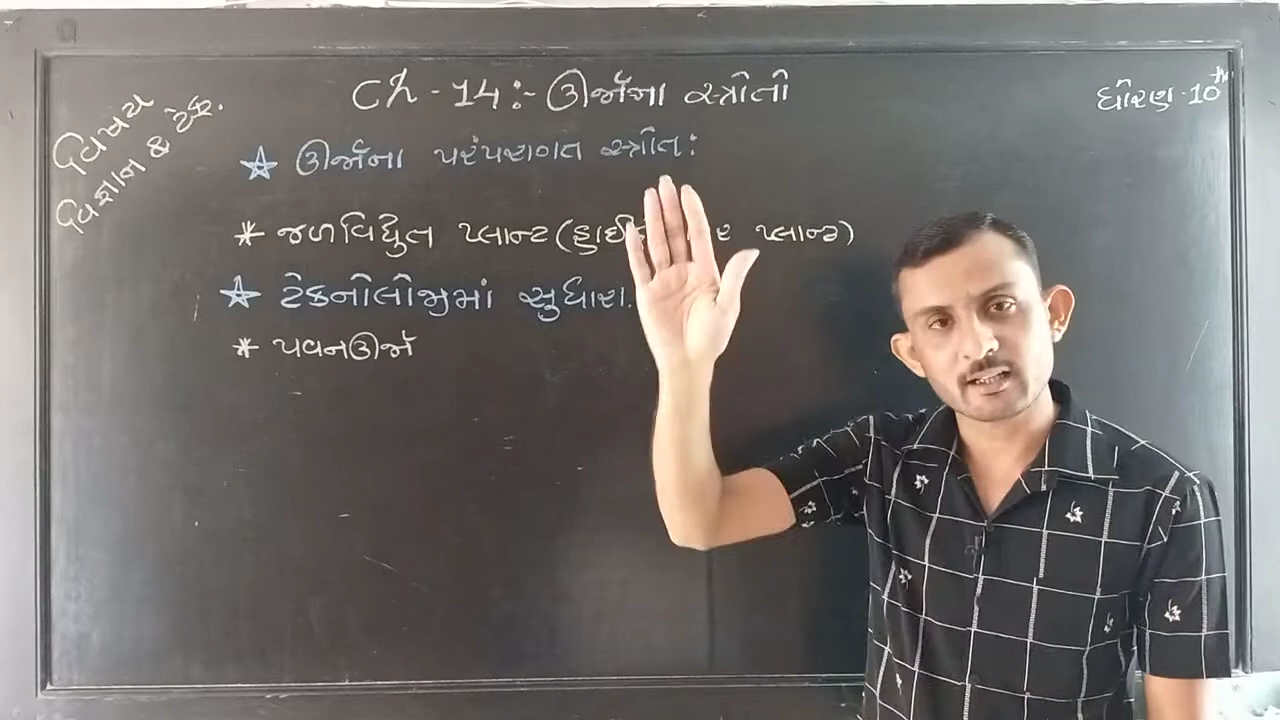 વિષય
વિજ્ઞાન & ટેક.
Ch - 14 :- ઊર્જાના સ્ત્રોતો
ધોરણ - 10th
ઊર્જાના પરંપરાગત સ્ત્રોત :
* જળવિદ્યુત પ્લાન્ટ ( પ્લાન્ટ)
ટેકનોલોજીમાં સુધારા.
* પવનઊર્જા